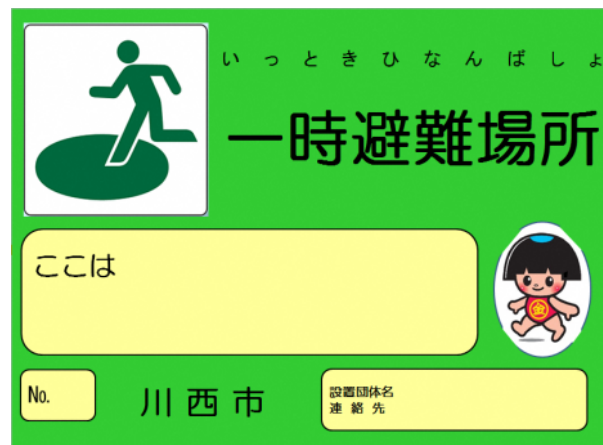 いっときひなんばしょ
一時避難場所
ここは
金
No.
川西市
設置団体名
連絡先